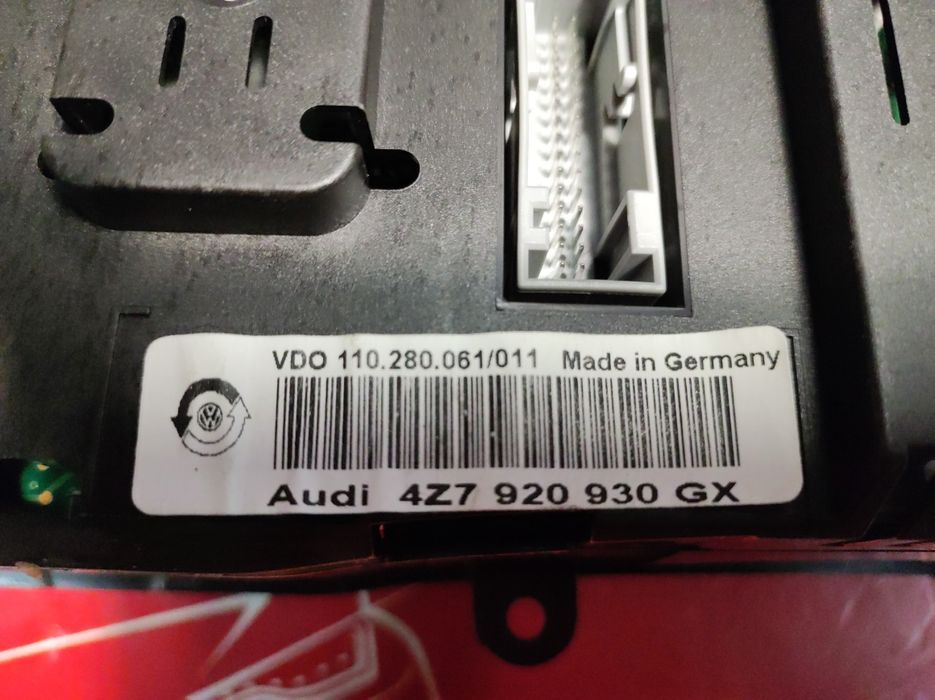 VDO 110.280.061/011 Made in Germany
Audi 4Z7 920 930 GX